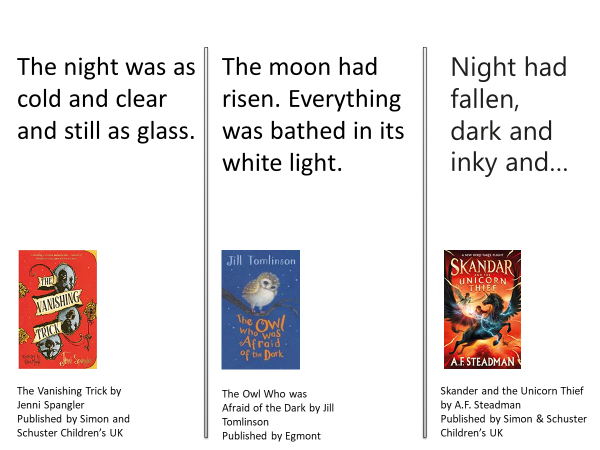 The night was as
cold and clear
and still as glass.
THE
VANISHING
TRICK
The Vanishing Trick by
Jenni Spangler
Published by Simon and
Schuster Children's UK
The moon had
risen. Everything
was bathed in its
white light.
Jill Tomlinson
The Owl
who was
Afraid
of the Dark
The Owl Who was
Afraid of the Dark by Jill
Tomlinson
Published by Egmont
Night had
fallen,
dark and
inky and...
SKANDAR
AND THE
UNICORN
THIEF
A.F. STEADMAN
Skander and the Unicorn Thief
by A.F. Steadman
Published by Simon & Schuster
Children's UK